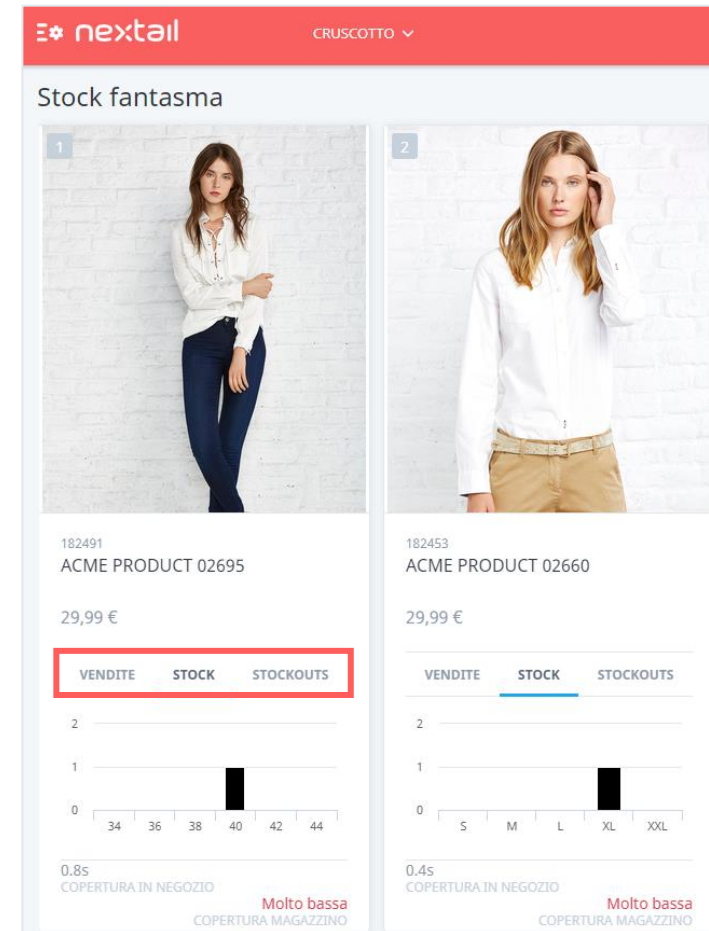 nextail
CRUSCOTTO
Stock fantasma
1
2
182491
ACME PRODUCT 02695
29,99 €
VENDITE STOCK STOCKOUTS
2
1
0
34 36 38 40 42 44
0.8s
COPERTURA IN NEGOZIO
Molto bassa
COPERTURA MAGAZZINO
182453
ACME PRODUCT 02660
29,99 €
VENDITE STOCK STOCKOUTS
2
1
0
S M L XL XXL
0.4s
COPERTURA IN NEGOZIO
Molto bassa
COPERTURA MAGAZZINO